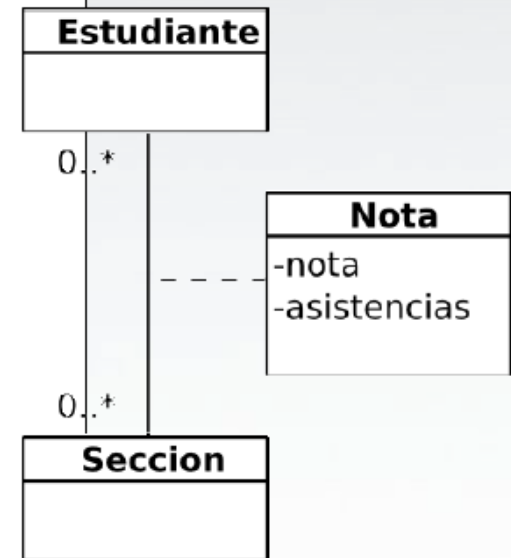 Estudiante
0..*
Nota
-nota
-asistencias
0..*
Seccion